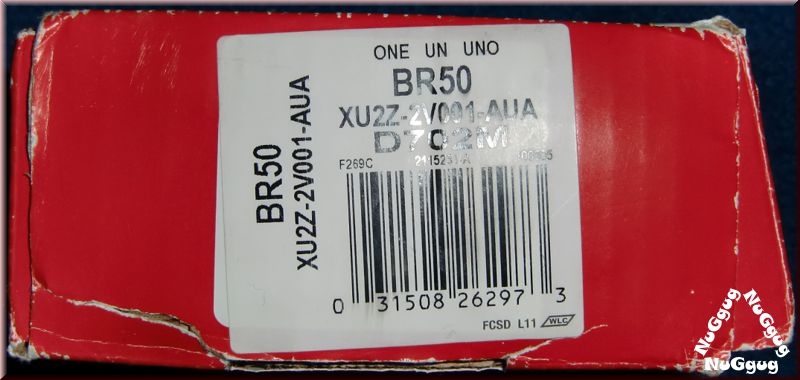 ONE UN UNO
BR50
XU2Z-2V001-AUA
D702M
F269C
0 31508 26297 3
FCSD L11 WLC
BR50
XU2Z-2V001-AUA
NuGgug
NuGgug
NuGgug